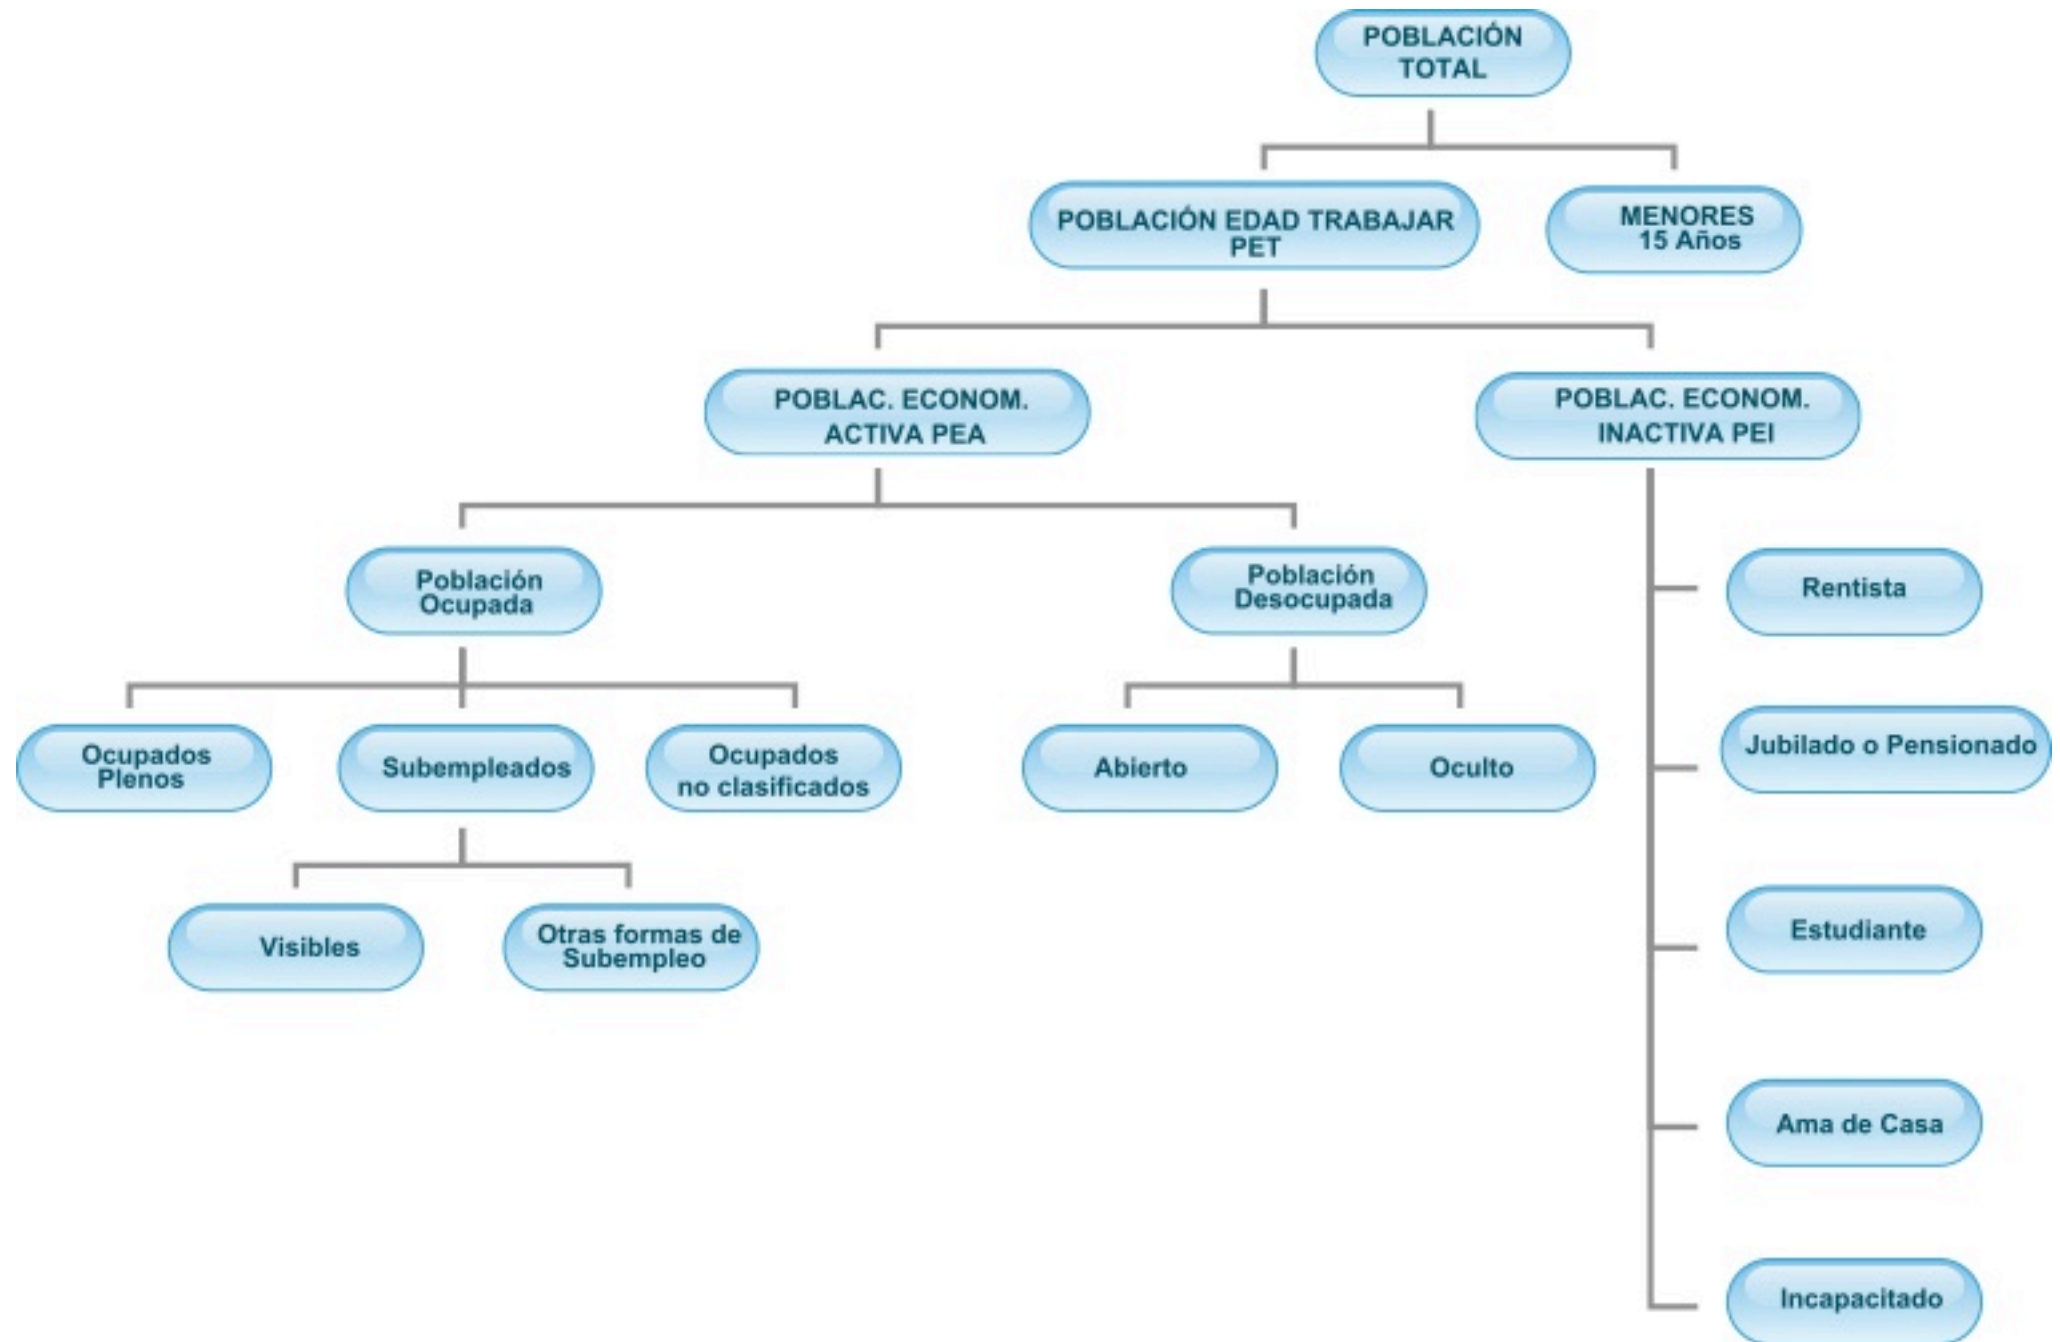 POBLACIÓN
TOTAL
POBLACIÓN EDAD TRABAJAR
PET
MENORES
15 Años
POBLAC. ECONOM.
ACTIVA PEA
POBLAC. ECONOM.
INACTIVA PEI
Población
Ocupada
Población
Desocupada
Rentista
Ocupados
Plenos
Subempleados
Ocupados
no clasificados
Abierto
Oculto
Jubilado o Pensionado
Visibles
Otras formas de
Subempleo
Estudiante
Ama de Casa
Incapacitado